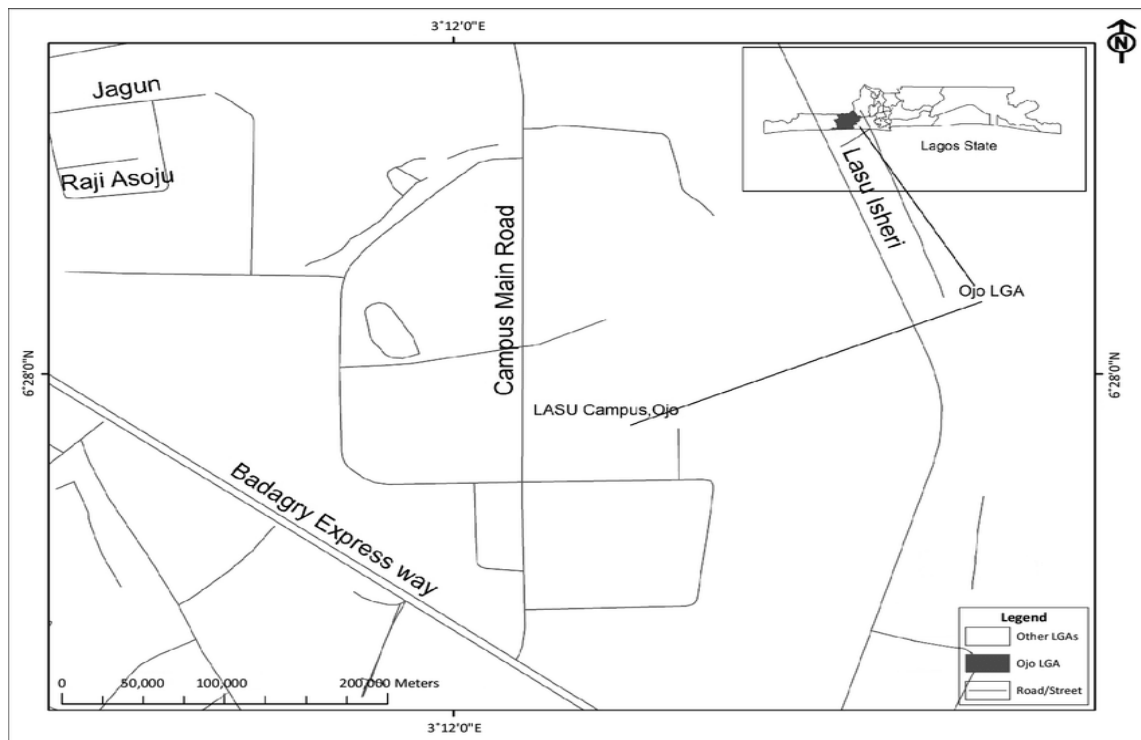 3°12'0"E
N
Jagun
Raji Asoju
Lagos State
Lasu Isheri
Campus Main Road
Ojo LGA
6°28'0"N
6°28'0"N
LASU Campus,Ojo
Badagry Express way
Legend
Other LGAs
Ojo LGA
Road/Street
0 50,000 100,000 200,000 Meters
3°12'0"E